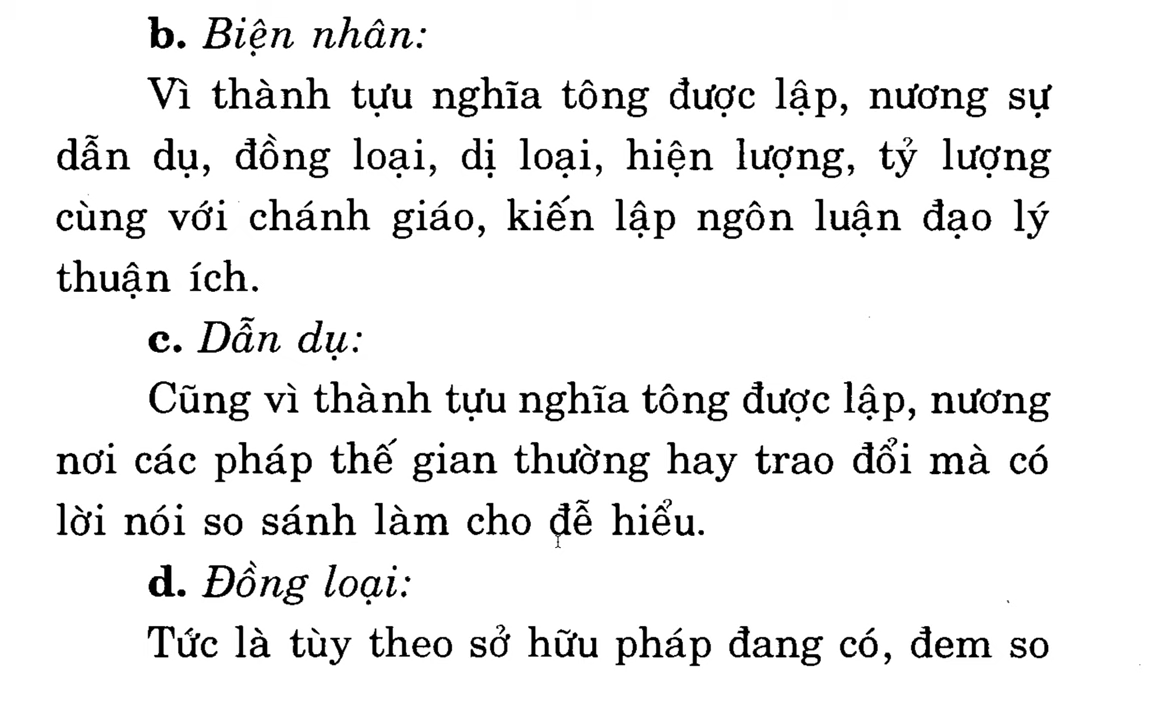 b. Biện nhân:
Vì thành tựu nghĩa tông được lập, nương sự
dẫn dụ, đồng loại, dị loại, hiện lượng, tỷ lượng
cùng với chánh giáo, kiến lập ngôn luận đạo lý
thuận ích.
c. Dẫn dụ:
Cũng vì thành tựu nghĩa tông được lập, nương
nơi các pháp thế gian thường hay trao đổi mà có
lời nói so sánh làm cho dễ hiểu.
d. Đồng loại:
Tức là tùy theo sở hữu pháp đang có, đem so